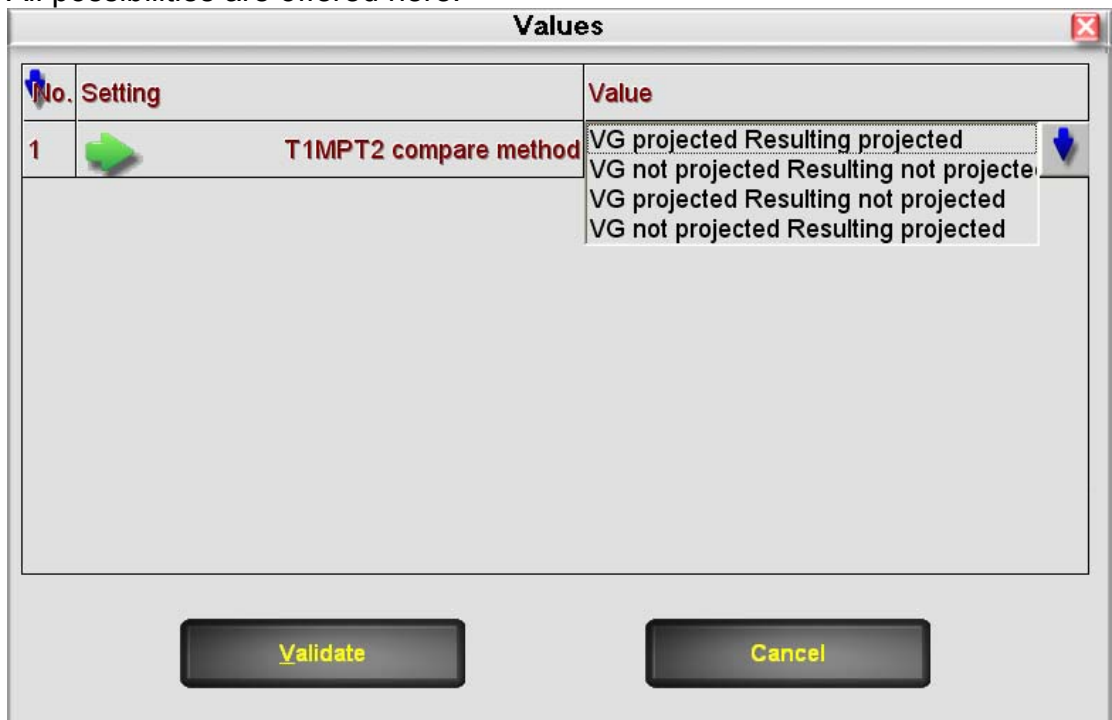 Values
No. Setting Value
1 T1MPT2 compare method VG projected Resulting projected
VG not projected Resulting not projecte
VG projected Resulting not projected
VG not projected Resulting projected
Validate Cancel